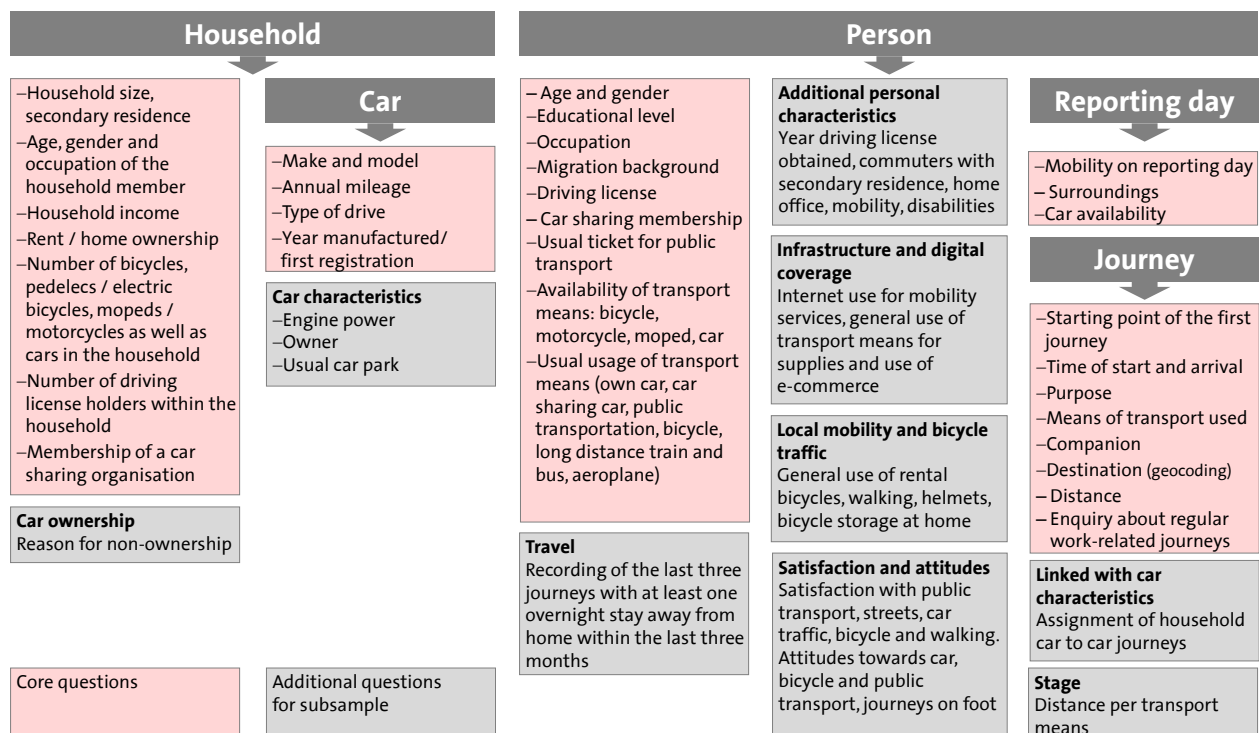 Household
–Household size,
secondary residence
–Age, gender and
occupation of the
household member
–Household income
–Rent / home ownership
–Number of bicycles,
pedelecs / electric
bicycles, mopeds /
motorcycles as well as
cars in the household
–Number of driving
license holders within the
household
–Membership of a car
sharing organisation
Car ownership
Reason for non-ownership
Core questions
Car
–Make and model
–Annual mileage
–Type of drive
–Year manufactured/
first registration
Car characteristics
–Engine power
–Owner
–Usual car park
Additional questions
for subsample
Person
– Age and gender
–Educational level
–Occupation
–Migration background
–Driving license
– Car sharing membership
–Usual ticket for public
transport
–Availability of transport
means: bicycle,
motorcycle, moped, car
–Usual usage of transport
means (own car, car
sharing car, public
transportation, bicycle,
long distance train and
bus, aeroplane)
Travel
Recording of the last three
journeys with at least one
overnight stay away from
home within the last three
months
Additional personal
characteristics
Year driving license
obtained, commuters with
secondary residence, home
office, mobility, disabilities
Infrastructure and digital
coverage
Internet use for mobility
services, general use of
transport means for
supplies and use of
e-commerce
Local mobility and bicycle
traffic
General use of rental
bicycles, walking, helmets,
bicycle storage at home
Satisfaction and attitudes
Satisfaction with public
transport, streets, car
traffic, bicycle and walking.
Attitudes towards car,
bicycle and public
transport, journeys on foot
Reporting day
–Mobility on reporting day
– Surroundings
–Car availability
Journey
–Starting point of the first
journey
–Time of start and arrival
–Purpose
–Means of transport used
–Companion
–Destination (geocoding)
– Distance
– Enquiry about regular
work-related journeys
Linked with car
characteristics
Assignment of household
car to car journeys
Stage
Distance per transport
means